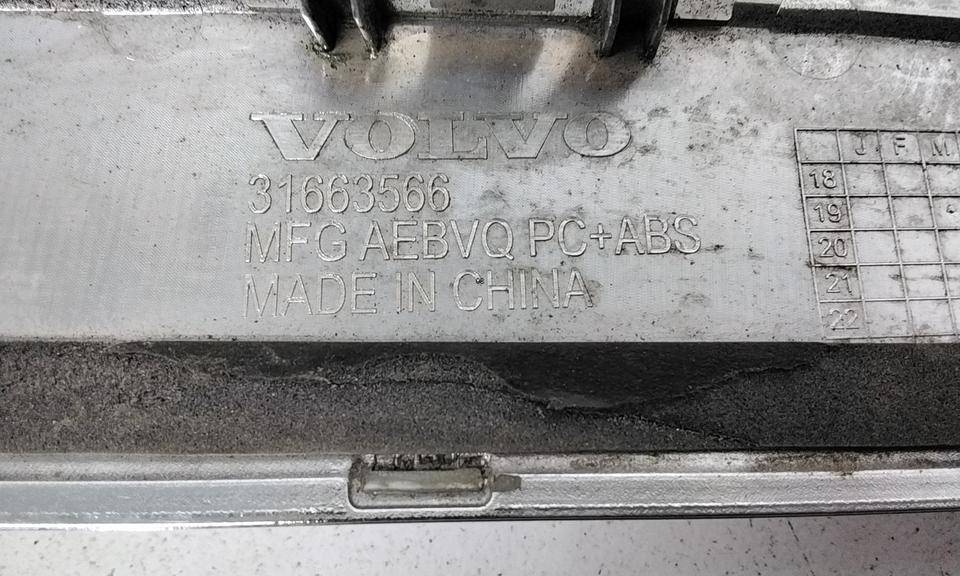 VOLVO
31663566
MFG AEBVQ PC+ABS
MADE IN CHINA
J F M
18
19
20
21
22